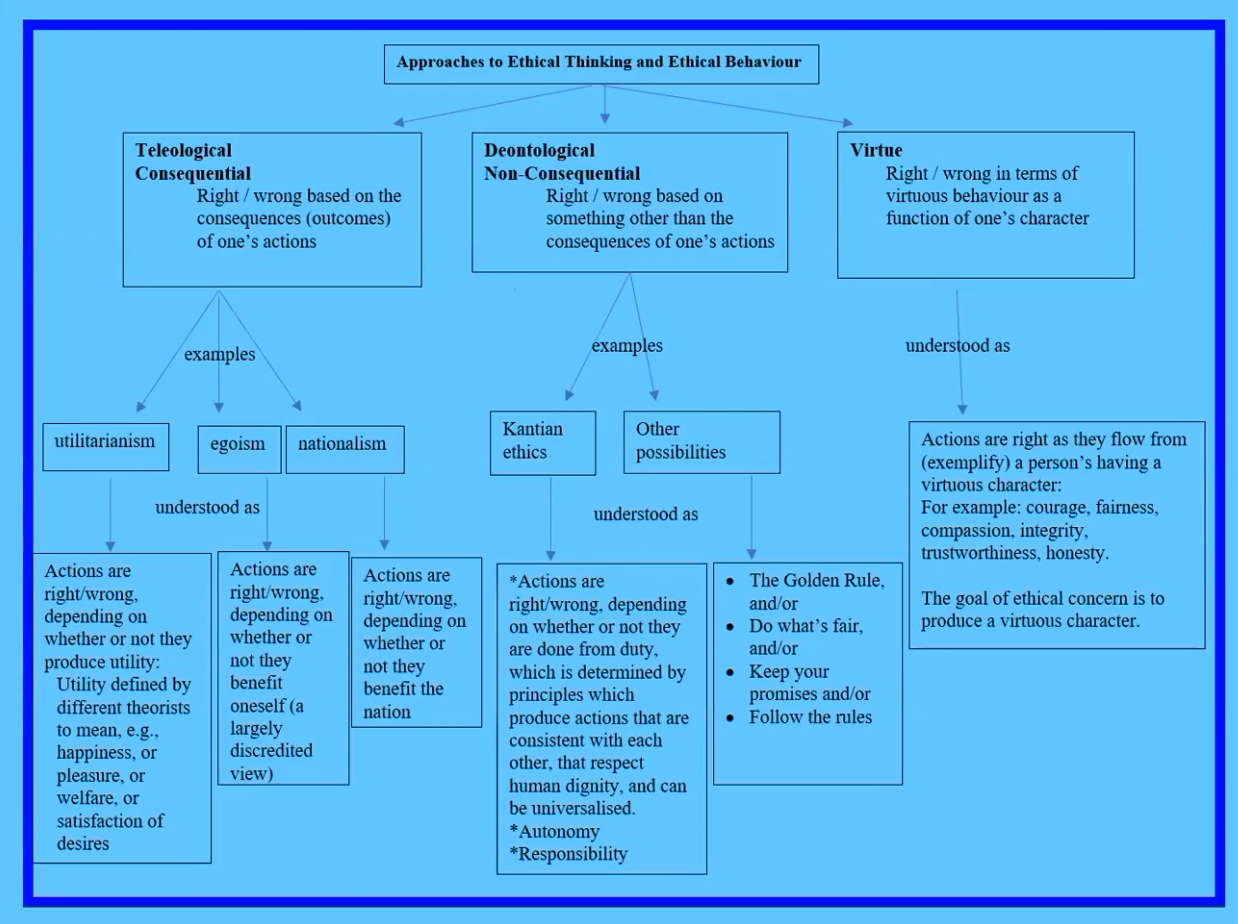 Approaches to Ethical Thinking and Ethical Behaviour
Teleological
Consequential
Right / wrong based on the
consequences (outcomes)
of one's actions
Deontological
Non-Consequential
Right / wrong based on
something other than the
consequences of one's actions
Virtue
Right / wrong in terms of
virtuous behaviour as a
function of one's character
examples
examples
understood as
utilitarianism
egoism
nationalism
Kantian
ethics
Other
possibilities
understood as
understood as
Actions are
right/wrong,
depending on
whether or not they
produce utility:
Utility defined by
different theorists
to mean, e.g.,
happiness, or
pleasure, or
welfare, or
satisfaction of
desires
Actions are
right/wrong,
depending on
whether or
not they
benefit
oneself (a
largely
discredited
view)
Actions are
right/wrong,
depending on
whether or
not they
benefit the
nation
*Actions are
right/wrong, depending
on whether or not they
are done from duty,
which is determined by
principles which
produce actions that are
consistent with each
other, that respect
human dignity, and can
be universalised.
*Autonomy
*Responsibility
• The Golden Rule,
and/or
• Do what's fair,
and/or
• Keep your
promises and/or
• Follow the rules
Actions are right as they flow from
(exemplify) a person's having a
virtuous character:
For example: courage, fairness,
compassion, integrity,
trustworthiness, honesty.
The goal of ethical concern is to
produce a virtuous character.